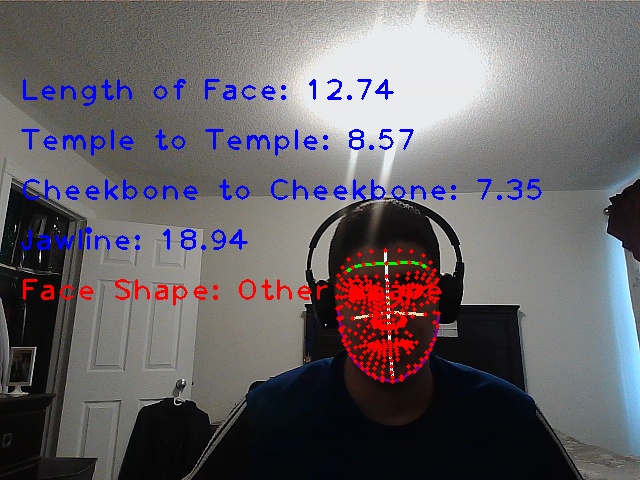 Length of Face: 12.74
Temple to Temple: 8.57
Cheekbone to Cheekbone: 7.35
Jawline: 18.94
Face Shape: Other Shape